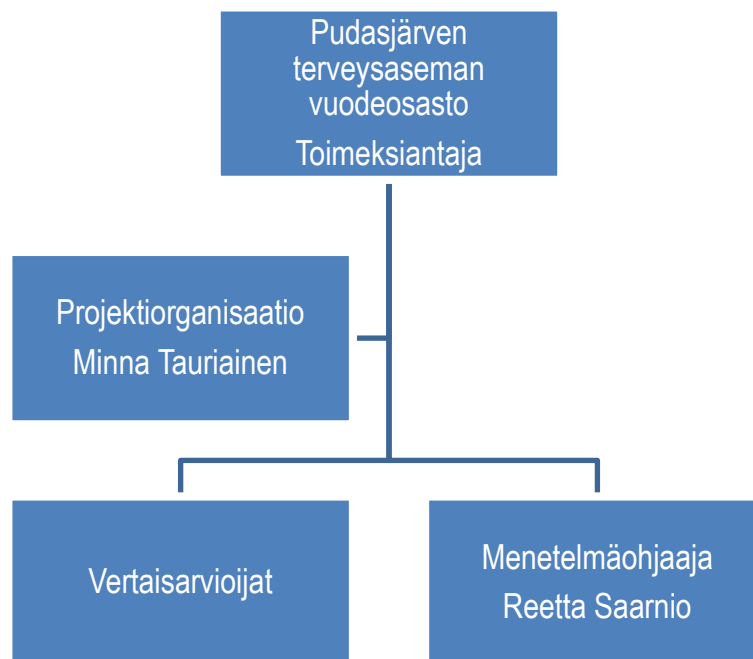 Pudasjärven
terveysaseman
vuodeosasto
Toimeksiantaja
Projektiorganisaatio
Minna Tauriainen
Vertaisarvioijat
Menetelmäohjaaja
Reetta Saarnio